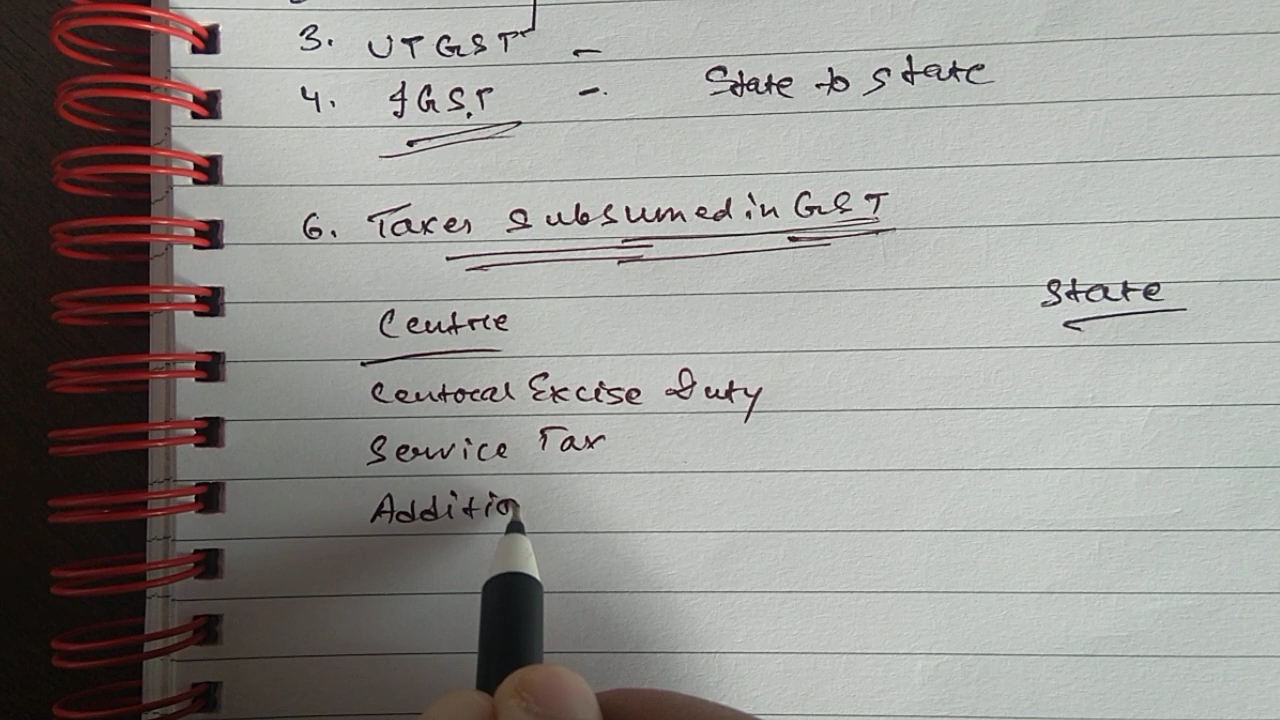 3. UTGST -
4. IGST - State to state
6. Taxes subsumed in GST
Centre
State
Central Excise Duty
Service Tax
Additio